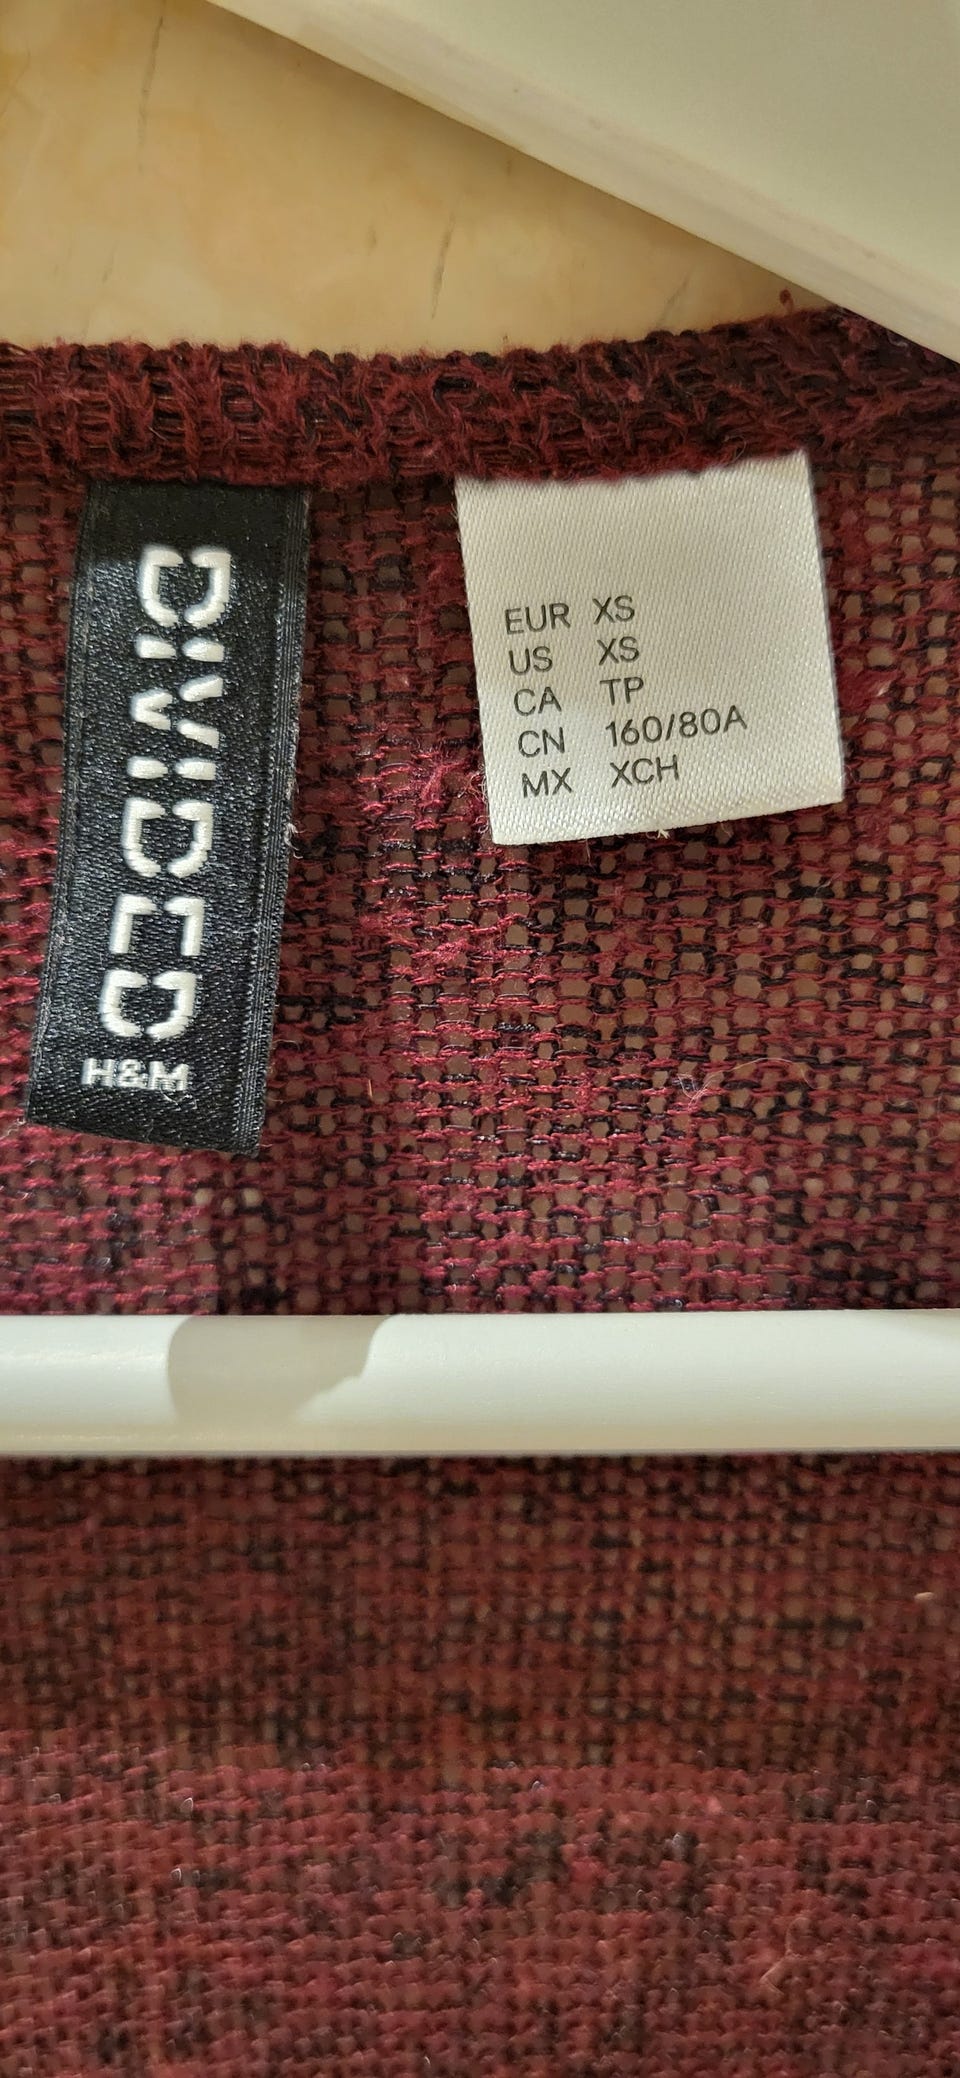 DIVIDED
H&M
EUR XS
US XS
CA TP
CN 160/80A
MX XCH